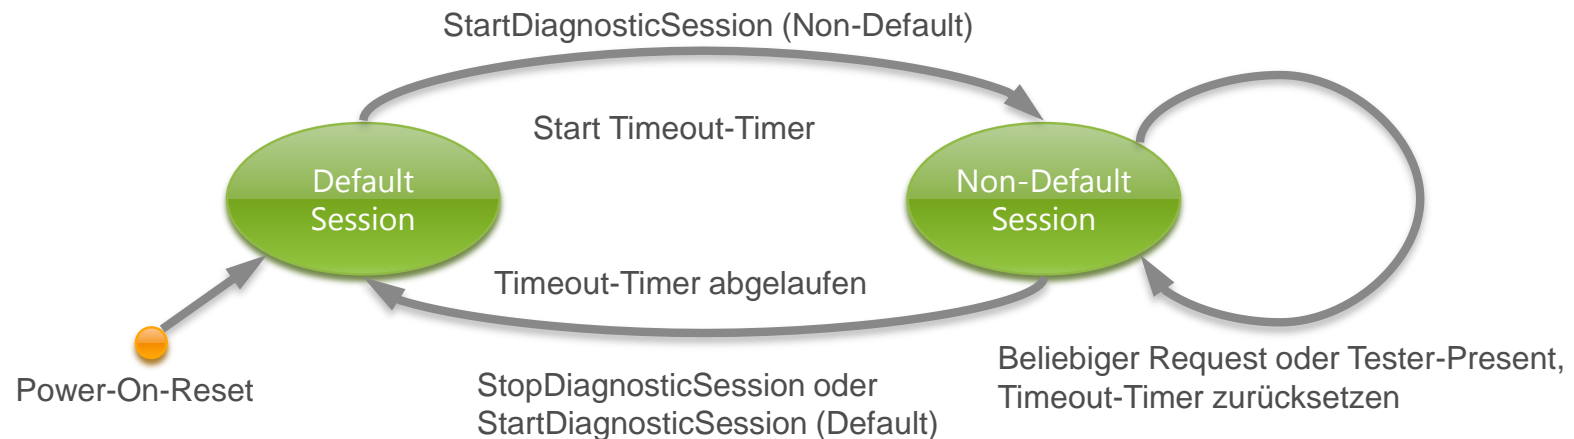 StartDiagnosticSession (Non-Default)
Start Timeout-Timer
Default
Session
Non-Default
Session
Timeout-Timer abgelaufen
Power-On-Reset
StopDiagnosticSession oder
StartDiagnosticSession (Default)
Beliebiger Request oder Tester-Present,
Timeout-Timer zurücksetzen